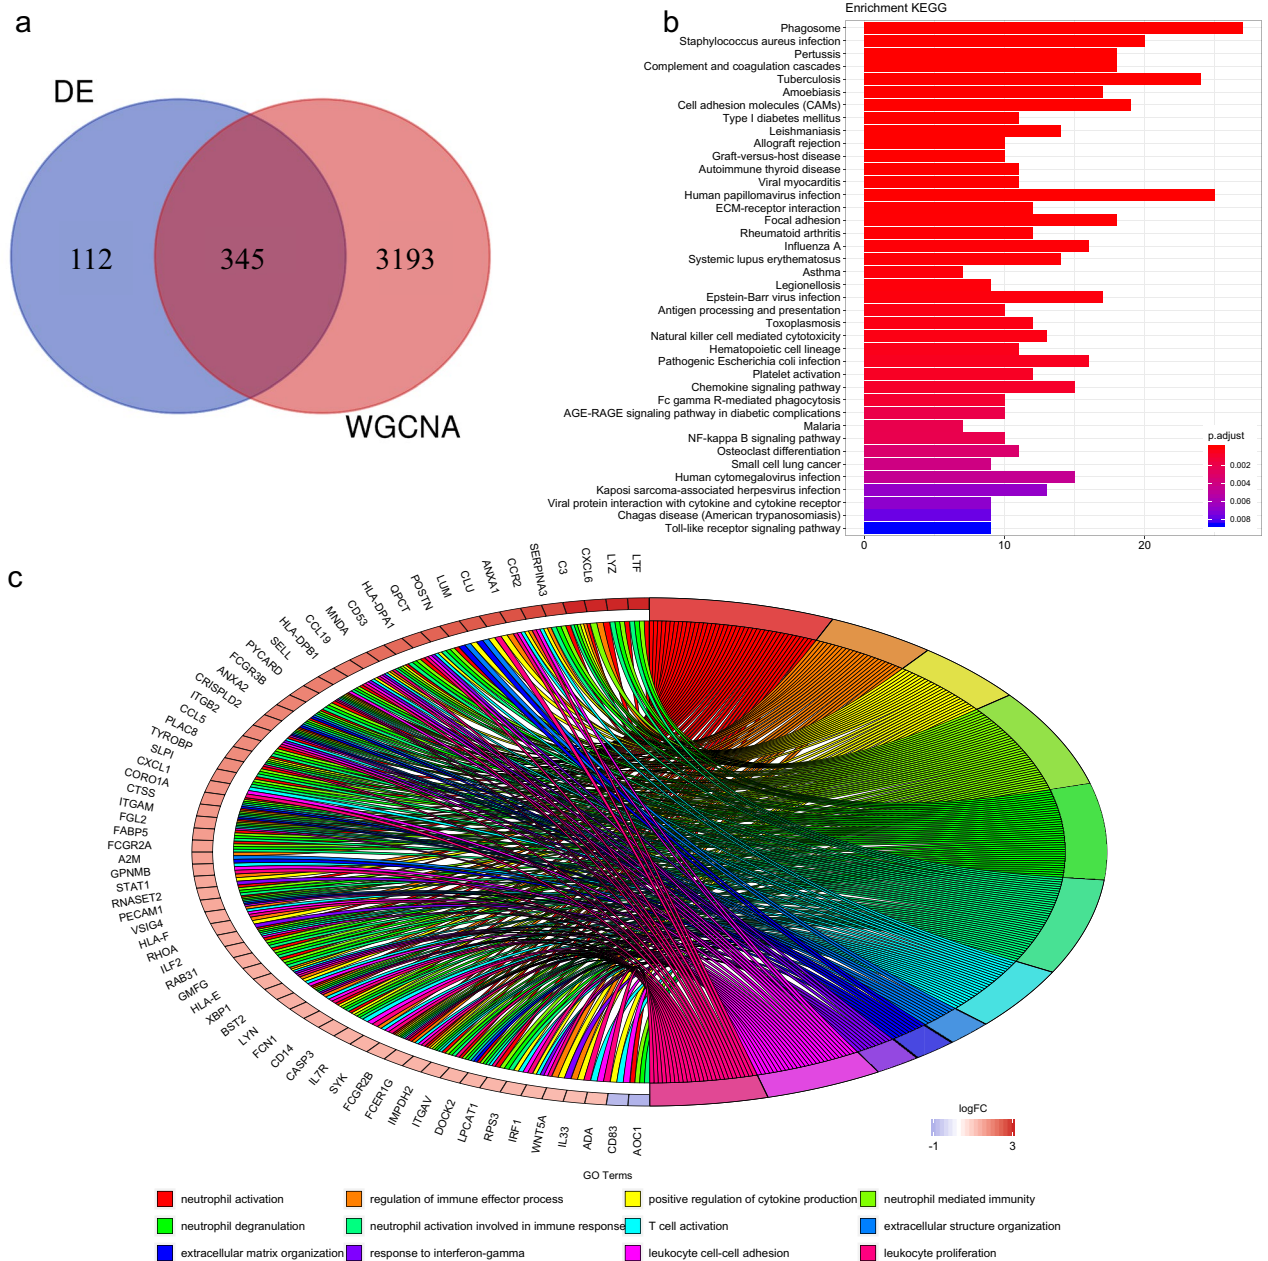 a
DE
112
345
3193
WGCNA
b
Enrichment KEGG
Phagosome
Staphylococcus aureus infection
Pertussis
Complement and coagulation cascades
Tuberculosis
Amoebiasis
Cell adhesion molecules (CAMs)
Type I diabetes mellitus
Leishmaniasis
Allograft rejection
Graft-versus-host disease
Autoimmune thyroid disease
Viral myocarditis
Human papillomavirus infection
ECM-receptor interaction
Focal adhesion
Rheumatoid arthritis
Influenza A
Systemic lupus erythematosus
Asthma
Legionellosis
Epstein-Barr virus infection
Antigen processing and presentation
Toxoplasmosis
Natural killer cell mediated cytotoxicity
Hematopoietic cell lineage
Pathogenic Escherichia coli infection
Platelet activation
Chemokine signaling pathway
Fc gamma R-mediated phagocytosis
AGE-RAGE signaling pathway in diabetic complications
Malaria
NF-kappa B signaling pathway
Osteoclast differentiation
Small cell lung cancer
Human cytomegalovirus infection
Kaposi sarcoma-associated herpesvirus infection
Viral protein interaction with cytokine and cytokine receptor
Chagas disease (American trypanosomiasis)
Toll-like receptor signaling pathway
0 10 20
p.adjust
0.002
0.004
0.006
0.008
c
LTF
LYZ
CXCL6
C3
SERPINA3
CCR2
ANXA1
CLU
LUM
POSTN
QPCT
HLA-DPA1
CD53
MNDA
CCL19
HLA-DPB1
SELL
PYCARD
FCGR3B
ANXA2
CRISPLD2
ITGB2
CCL5
PLAC8
TYROBP
SLPI
CXCL1
CORO1A
CTSS
ITGAM
FGL2
FABP5
FCGR2A
A2M
GPNMB
STAT1
RNASET2
PECAM1
VSIG4
HLA-F
RHOA
ILF2
RAB31
GMFG
HLA-E
XBP1
BST2
LYN
FCN1
CD14
CASP3
IL7R
SYK
FCGR2B
FCER1G
IMPDH2
ITGAV
DOCK2
LPCAT1
RPS3
IRF1
WNT5A
IL33
ADA
CD83
AOC1
logFC
-1 3
GO Terms
neutrophil activation
regulation of immune effector process
positive regulation of cytokine production
neutrophil mediated immunity
neutrophil degranulation
neutrophil activation involved in immune response
T cell activation
extracellular structure organization
extracellular matrix organization
response to interferon-gamma
leukocyte cell-cell adhesion
leukocyte proliferation